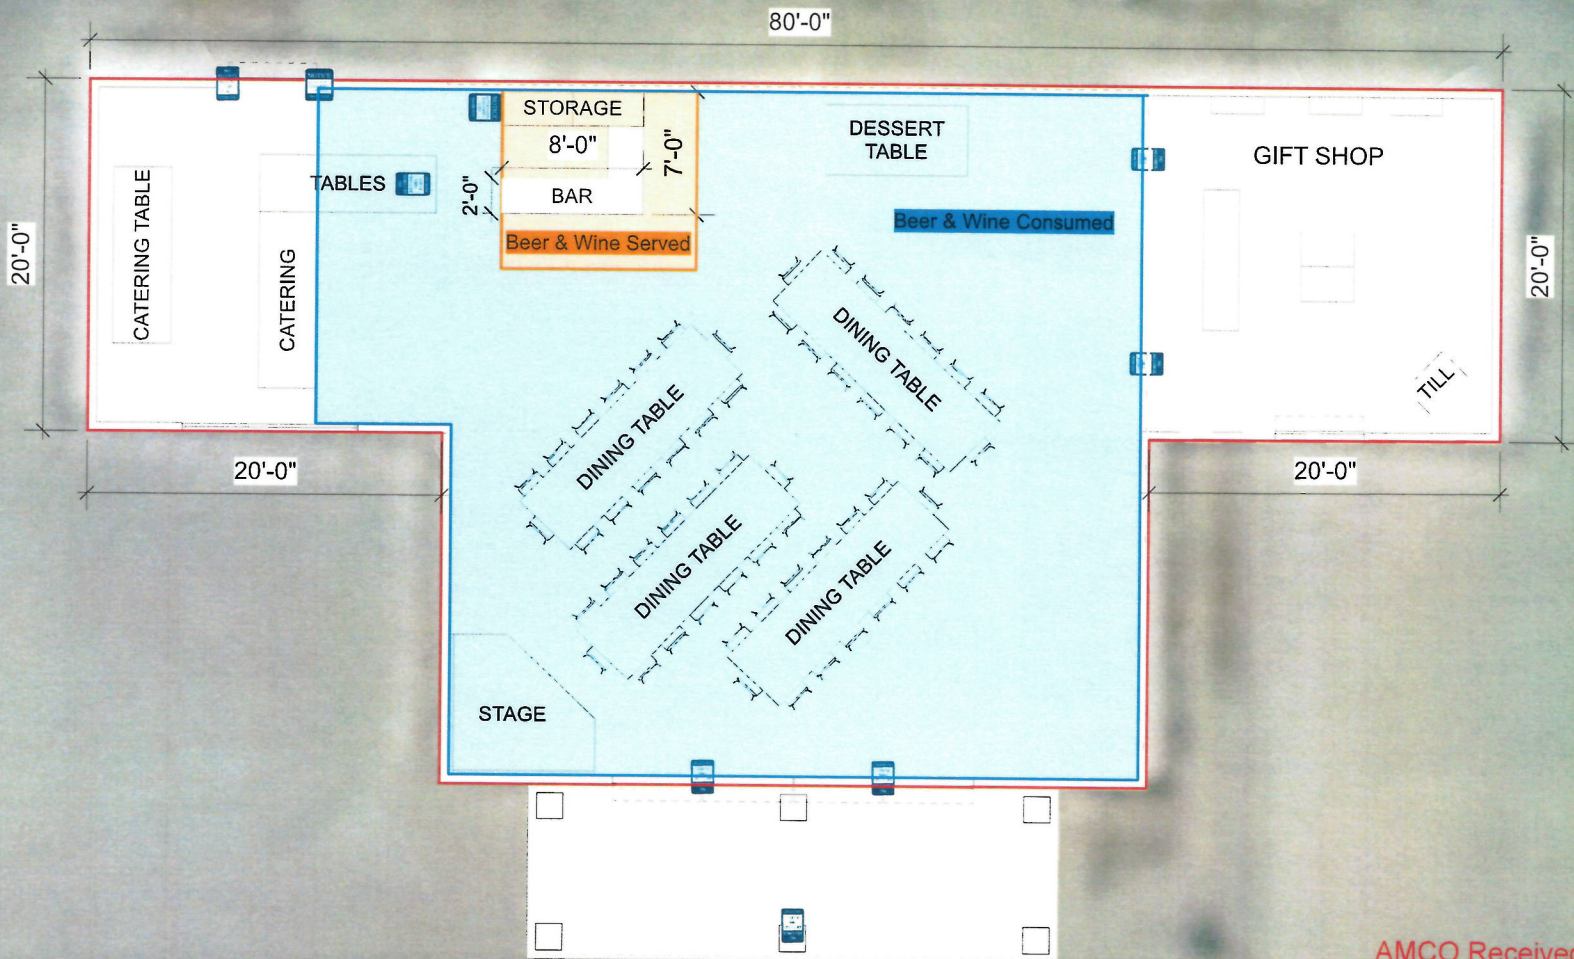 80'-0"
STORAGE
8'-0"
7'-0"
DESSERT
TABLE
GIFT SHOP
TABLES
2'-0"
BAR
CATERING TABLE
CATERING
20'-0"
20'-0"
Beer & Wine Served
Beer & Wine Consumed
DINING TABLE
DINING TABLE
TILL
20'-0"
20'-0"
DINING TABLE
DINING TABLE
STAGE
AMCO Received